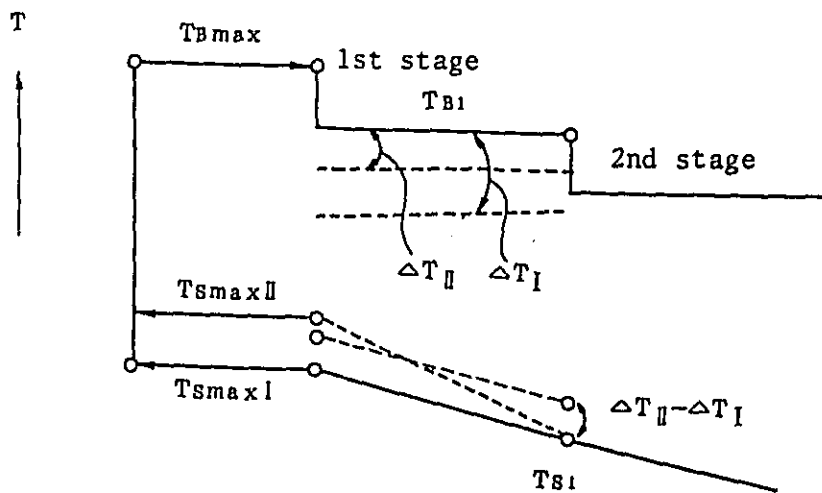 T
TBmax
1st stage
TB1
2nd stage
△TⅡ
△TⅠ
TSmaxⅡ
TSmaxⅠ
△TⅡ-△TⅠ
TS1